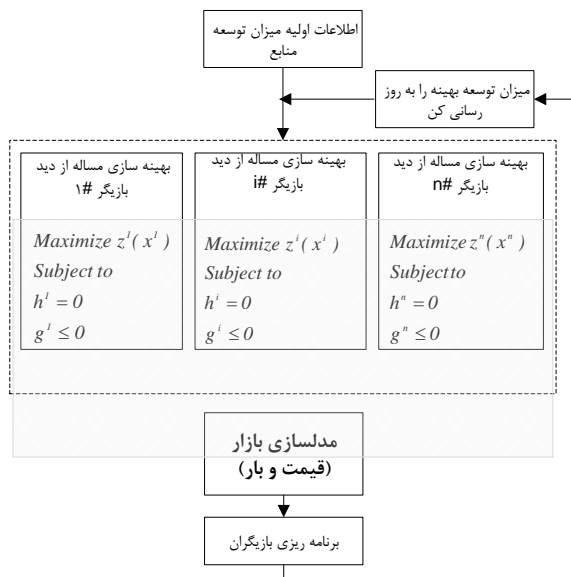 اطلاعات اولیه میزان توسعه
منابع
میزان توسعه بهینه را به روز
رسانی کن
بهینه سازی مساله از دید
بازیگر #۱
Maximize z¹( x¹ )
Subject to
h¹ = 0
g¹ ≤ 0
بهینه سازی مساله از دید
بازیگر #i
Maximize zⁱ( xⁱ )
Subject to
hⁱ = 0
gⁱ ≤ 0
بهینه سازی مساله از دید
بازیگر #n
Maximize zⁿ( xⁿ )
Subject to
hⁿ = 0
gⁿ ≤ 0
مدلسازی بازار
(قیمت و بار)
برنامه ریزی بازیگران